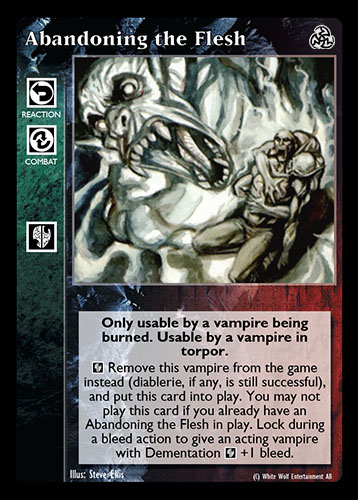 Abandoning the Flesh
REACTION
COMBAT
Only usable by a vampire being
burned. Usable by a vampire in
torpor.
Remove this vampire from the game
instead (diablerie, if any, is still successful),
and put this card into play. You may not
play this card if you already have an
Abandoning the Flesh in play. Lock during
a bleed action to give an acting vampire
with Dementation +1 bleed.
Illus: Steve Ellis
(C) White Wolf Entertainment AB